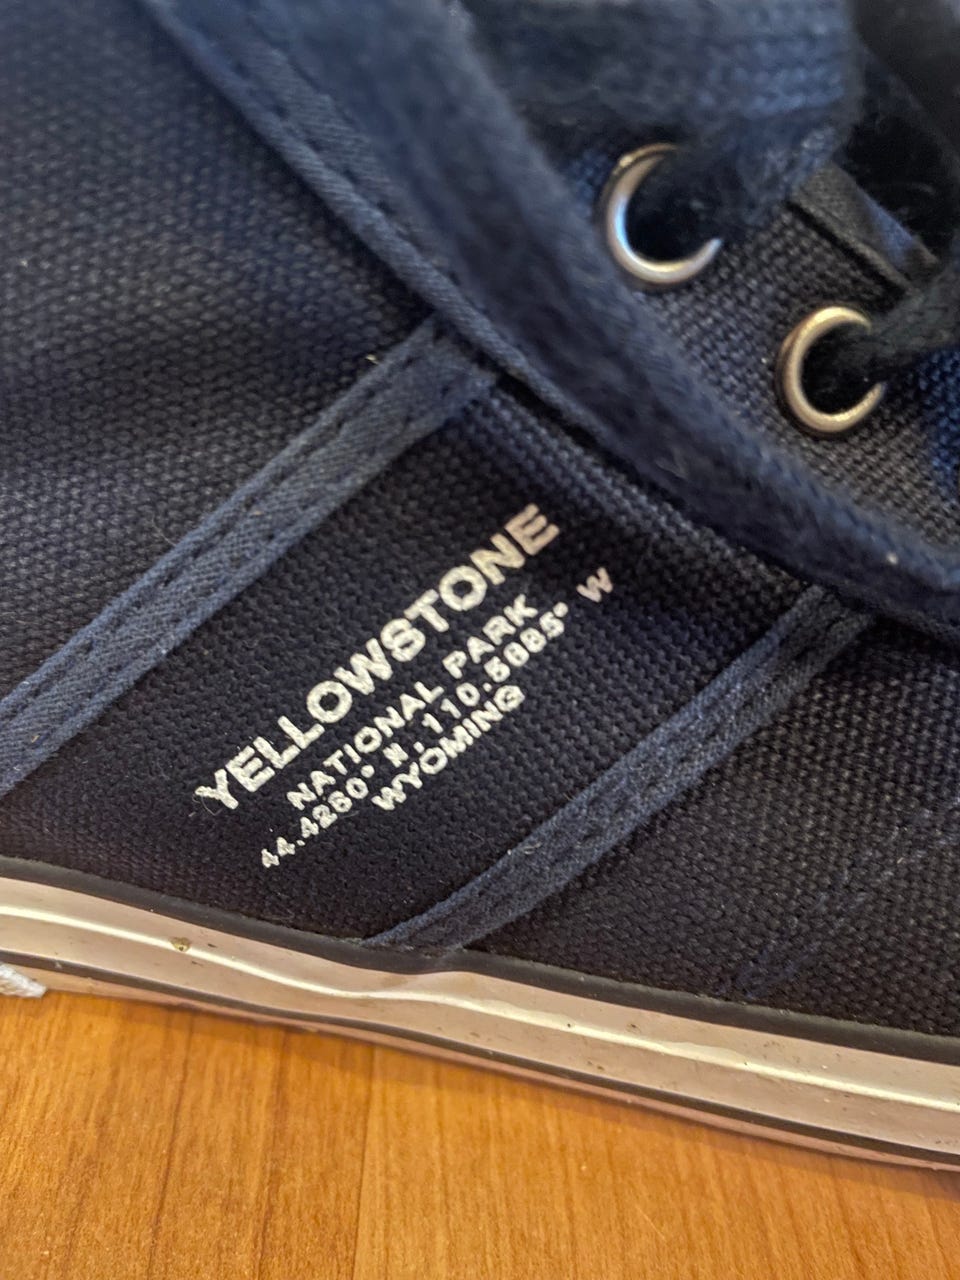 YELLOWSTONE
NATIONAL PARK
44.4280° N, 110.5885° W
WYOMING